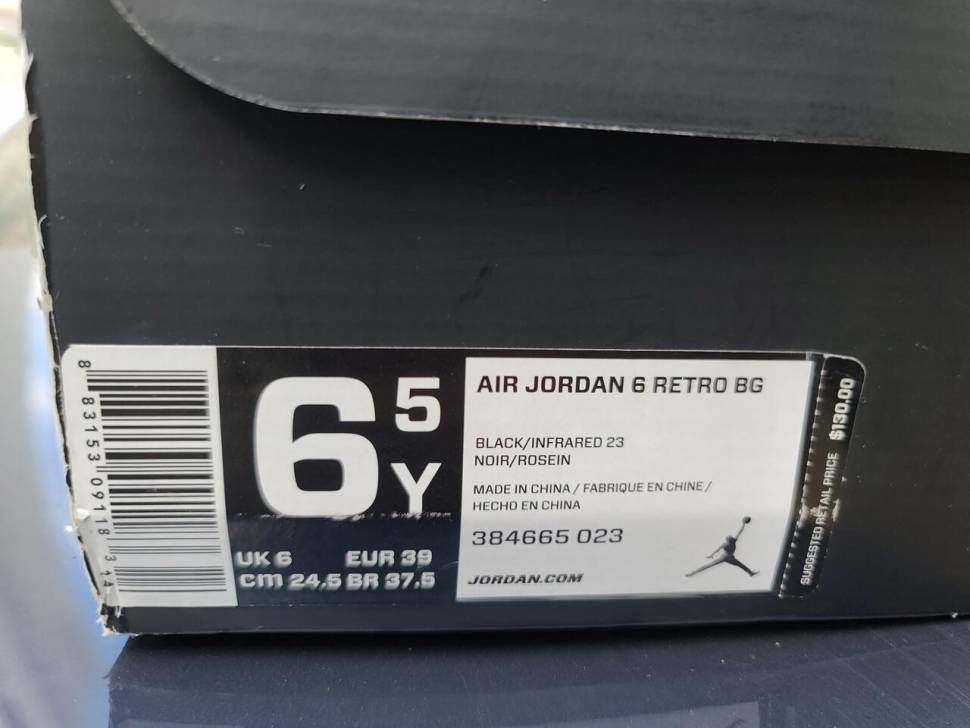 8 83153 09118 3 14
6 5 Y
UK 6 EUR 39
cm 24,5 BR 37,5
AIR JORDAN 6 RETRO BG
BLACK/INFRARED 23
NOIR/ROSEIN
MADE IN CHINA / FABRIQUE EN CHINE /
HECHO EN CHINA
384665 023
JORDAN.COM
SUGGESTED RETAIL PRICE $130.00